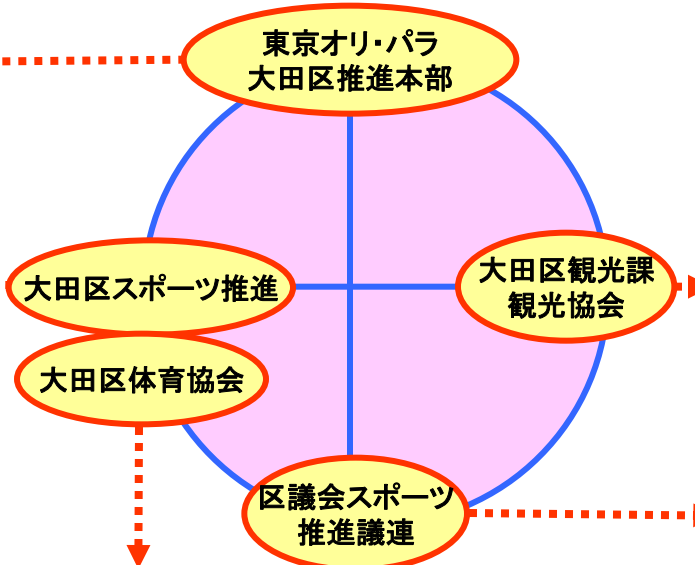 東京オリ・パラ
大田区推進本部
大田区スポーツ推進
大田区観光課
観光協会
大田区体育協会
区議会スポーツ
推進議連